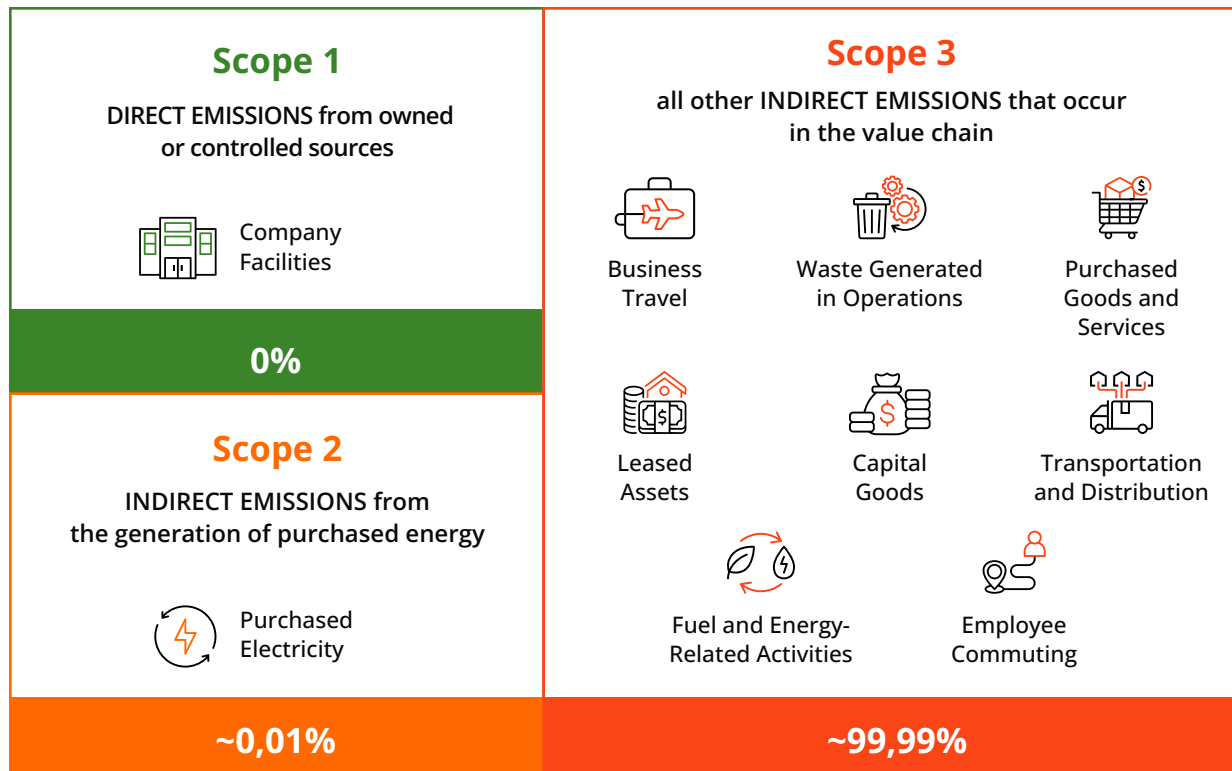 Scope 1
DIRECT EMISSIONS from owned
or controlled sources
Company
Facilities
0%
Scope 2
INDIRECT EMISSIONS from
the generation of purchased energy
Purchased
Electricity
~0,01%
Scope 3
all other INDIRECT EMISSIONS that occur
in the value chain
Business
Travel
Waste Generated
in Operations
$
Purchased
Goods and
Services
$
Leased
Assets
$
Capital
Goods
Transportation
and Distribution
Fuel and Energy-
Related Activities
Employee
Commuting
~99,99%